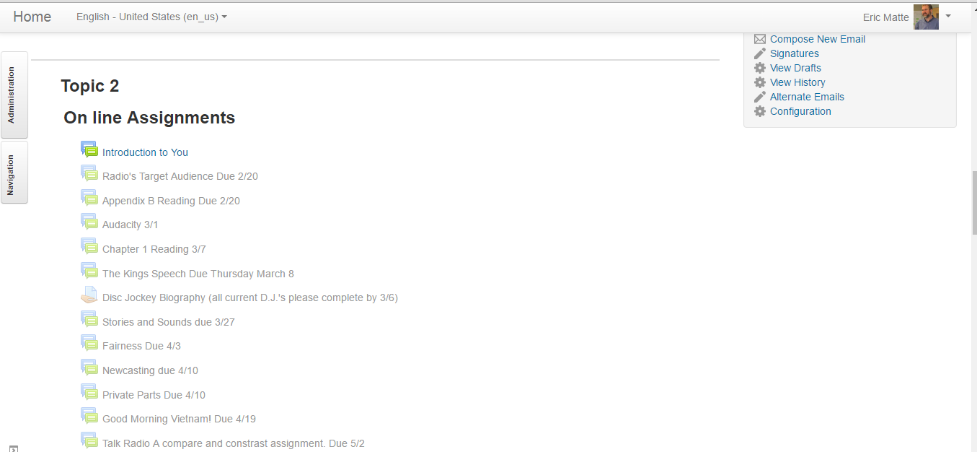 Home English - United States (en_us) Eric Matte
Compose New Email
Signatures
View Drafts
View History
Alternate Emails
Configuration
Administration
Navigation
Topic 2
On line Assignments
Introduction to You
Radio's Target Audience Due 2/20
Appendix B Reading Due 2/20
Audacity 3/1
Chapter 1 Reading 3/7
The Kings Speech Due Thursday March 8
Disc Jockey Biography (all current D.J.'s please complete by 3/6)
Stories and Sounds due 3/27
Fairness Due 4/3
Newcasting due 4/10
Private Parts Due 4/10
Good Morning Vietnam! Due 4/19
Talk Radio A compare and constrast assignment. Due 5/2